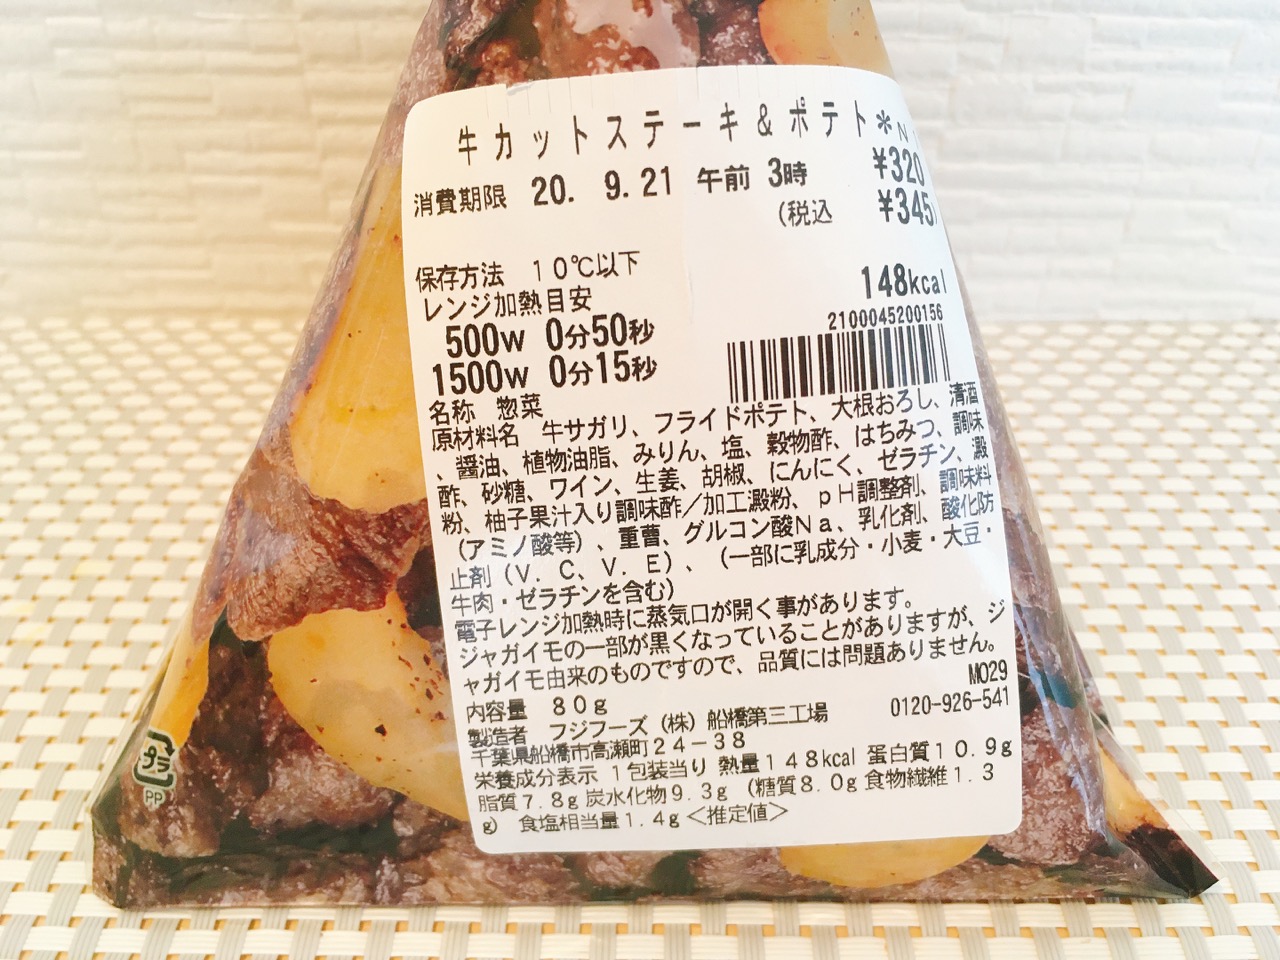 牛カットステーキ&ポテト*N
¥320
消費期限 20. 9.21 午前 3時
(税込 ¥345)
保存方法 10℃以下
148kcal
レンジ加熱目安
500W 0分50秒
2100045200156
1500W 0分15秒
名称 惣菜
原材料名 牛サガリ、フライドポテト、大根おろし、清酒
、醤油、植物油脂、みりん、塩、穀物酢、はちみつ、調味
酢、砂糖、ワイン、生姜、胡椒、にんにく、ゼラチン、澱
粉、柚子果汁入り調味酢/加工澱粉、pH調整剤、調味料
(アミノ酸等)、重曹、グルコン酸Na、乳化剤、酸化防
止剤(V.C、V.E)、(一部に乳成分・小麦・大豆・
牛肉・ゼラチンを含む)
電子レンジ加熱時に蒸気口が開く事があります。
ジャガイモの一部が黒くなっていることがありますが、ジ
ャガイモ由来のものですので、品質には問題ありません。
M029
内容量 80g
0120-926-541
製造者 フジフーズ(株)船橋第三工場
千葉県船橋市高瀬町24-38
栄養成分表示 1包装当り 熱量148kcal 蛋白質10.9g
脂質7.8g 炭水化物9.3g (糖質8.0g 食物繊維1.3
g) 食塩相当量1.4g<推定値>
プラ
PP